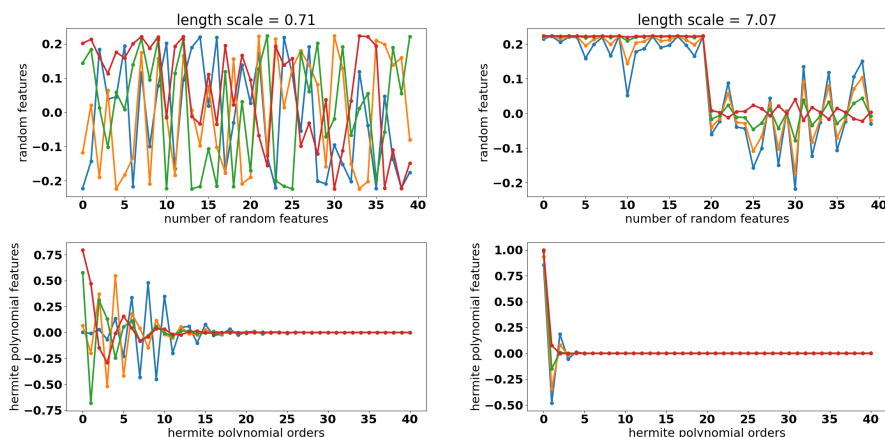 length scale = 0.71
random features
0.2
0.1
0.0
−0.1
−0.2
0 5 10 15 20 25 30 35 40
number of random features
length scale = 7.07
random features
0.2
0.1
0.0
−0.1
−0.2
0 5 10 15 20 25 30 35 40
number of random features
hermite polynomial features
0.75
0.50
0.25
0.00
−0.25
−0.50
−0.75
0 5 10 15 20 25 30 35 40
hermite polynomial orders
hermite polynomial features
1.00
0.75
0.50
0.25
0.00
−0.25
−0.50
0 5 10 15 20 25 30 35 40
hermite polynomial orders